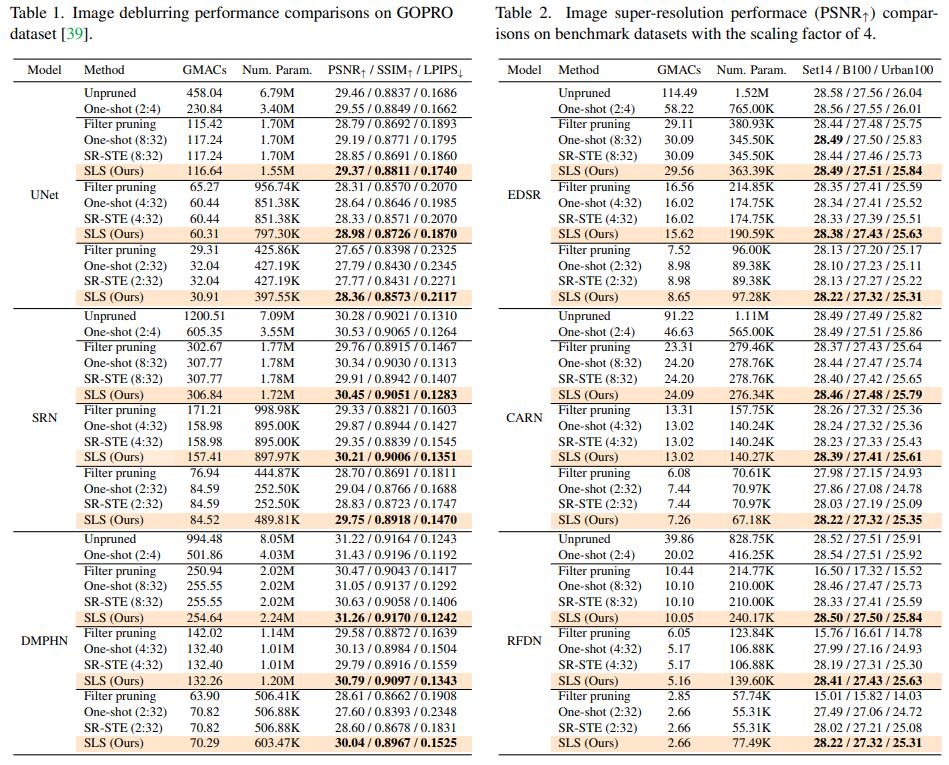 Table 1. Image deblurring performance comparisons on GOPRO
dataset [39].
Model Method GMACs Num. Param. PSNR↑ / SSIM↑ / LPIPS↓
Unpruned 458.04 6.79M 29.46 / 0.8837 / 0.1686
One-shot (2:4) 230.84 3.40M 29.55 / 0.8849 / 0.1662
Filter pruning 115.42 1.70M 28.79 / 0.8692 / 0.1893
One-shot (8:32) 117.24 1.70M 29.19 / 0.8771 / 0.1795
SR-STE (8:32) 117.24 1.70M 28.85 / 0.8691 / 0.1860
SLS (Ours) 116.64 1.55M 29.37 / 0.8811 / 0.1740
UNet Filter pruning 65.27 956.74K 28.31 / 0.8570 / 0.2070
One-shot (4:32) 60.44 851.38K 28.64 / 0.8646 / 0.1985
SR-STE (4:32) 60.44 851.38K 28.33 / 0.8571 / 0.2070
SLS (Ours) 60.31 797.30K 28.98 / 0.8726 / 0.1870
Filter pruning 29.31 425.86K 27.65 / 0.8398 / 0.2325
One-shot (2:32) 32.04 427.19K 27.79 / 0.8430 / 0.2345
SR-STE (2:32) 32.04 427.19K 27.77 / 0.8431 / 0.2271
SLS (Ours) 30.91 397.55K 28.36 / 0.8573 / 0.2117
Unpruned 1200.51 7.09M 30.28 / 0.9021 / 0.1310
One-shot (2:4) 605.35 3.55M 30.53 / 0.9065 / 0.1264
Filter pruning 302.67 1.77M 29.76 / 0.8915 / 0.1467
One-shot (8:32) 307.77 1.78M 30.34 / 0.9030 / 0.1313
SR-STE (8:32) 307.77 1.78M 29.91 / 0.8942 / 0.1407
SLS (Ours) 306.84 1.72M 30.45 / 0.9051 / 0.1283
SRN Filter pruning 171.21 998.98K 29.33 / 0.8821 / 0.1603
One-shot (4:32) 158.98 895.00K 29.87 / 0.8944 / 0.1427
SR-STE (4:32) 158.98 895.00K 29.35 / 0.8839 / 0.1545
SLS (Ours) 157.41 897.97K 30.21 / 0.9006 / 0.1351
Filter pruning 76.94 444.87K 28.70 / 0.8691 / 0.1811
One-shot (2:32) 84.59 252.50K 29.04 / 0.8766 / 0.1688
SR-STE (2:32) 84.59 252.50K 28.83 / 0.8723 / 0.1747
SLS (Ours) 84.52 489.81K 29.75 / 0.8918 / 0.1470
Unpruned 994.48 8.05M 31.22 / 0.9164 / 0.1243
One-shot (2:4) 501.86 4.03M 31.43 / 0.9196 / 0.1192
Filter pruning 250.94 2.02M 30.47 / 0.9043 / 0.1417
One-shot (8:32) 255.55 2.02M 31.05 / 0.9137 / 0.1292
SR-STE (8:32) 255.55 2.02M 30.63 / 0.9058 / 0.1406
SLS (Ours) 254.64 2.24M 31.26 / 0.9170 / 0.1242
DMPHN Filter pruning 142.02 1.14M 29.58 / 0.8872 / 0.1639
One-shot (4:32) 132.40 1.01M 30.13 / 0.8984 / 0.1504
SR-STE (4:32) 132.40 1.01M 29.79 / 0.8916 / 0.1559
SLS (Ours) 132.26 1.20M 30.79 / 0.9097 / 0.1343
Filter pruning 63.90 506.41K 28.61 / 0.8662 / 0.1908
One-shot (2:32) 70.82 506.88K 27.60 / 0.8393 / 0.2348
SR-STE (2:32) 70.82 506.88K 28.60 / 0.8678 / 0.1831
SLS (Ours) 70.29 603.47K 30.04 / 0.8967 / 0.1525
Table 2. Image super-resolution performace (PSNR↑) compar-
isons on benchmark datasets with the scaling factor of 4.
Model Method GMACs Num. Param. Set14 / B100 / Urban100
Unpruned 114.49 1.52M 28.58 / 27.56 / 26.04
One-shot (2:4) 58.22 765.00K 28.56 / 27.55 / 26.01
Filter pruning 29.11 380.93K 28.44 / 27.48 / 25.75
One-shot (8:32) 30.09 345.50K 28.49 / 27.50 / 25.83
SR-STE (8:32) 30.09 345.50K 28.44 / 27.46 / 25.73
SLS (Ours) 29.56 363.39K 28.49 / 27.51 / 25.84
EDSR Filter pruning 16.56 214.85K 28.35 / 27.41 / 25.59
One-shot (4:32) 16.02 174.75K 28.34 / 27.41 / 25.52
SR-STE (4:32) 16.02 174.75K 28.33 / 27.39 / 25.51
SLS (Ours) 15.62 190.59K 28.38 / 27.43 / 25.63
Filter pruning 7.52 96.00K 28.13 / 27.20 / 25.17
One-shot (2:32) 8.98 89.38K 28.10 / 27.23 / 25.11
SR-STE (2:32) 8.98 89.38K 28.13 / 27.27 / 25.22
SLS (Ours) 8.65 97.28K 28.22 / 27.32 / 25.31
Unpruned 91.22 1.11M 28.49 / 27.49 / 25.82
One-shot (2:4) 46.63 565.00K 28.49 / 27.51 / 25.86
Filter pruning 23.31 279.46K 28.37 / 27.43 / 25.64
One-shot (8:32) 24.20 278.76K 28.44 / 27.47 / 25.74
SR-STE (8:32) 24.20 278.76K 28.40 / 27.42 / 25.65
SLS (Ours) 24.09 276.34K 28.46 / 27.48 / 25.79
CARN Filter pruning 13.31 157.75K 28.26 / 27.32 / 25.36
One-shot (4:32) 13.02 140.24K 28.24 / 27.32 / 25.36
SR-STE (4:32) 13.02 140.24K 28.23 / 27.33 / 25.43
SLS (Ours) 13.02 140.27K 28.39 / 27.41 / 25.61
Filter pruning 6.08 70.61K 27.98 / 27.15 / 24.93
One-shot (2:32) 7.44 70.97K 27.86 / 27.08 / 24.78
SR-STE (2:32) 7.44 70.97K 28.03 / 27.19 / 25.09
SLS (Ours) 7.26 67.18K 28.22 / 27.32 / 25.35
Unpruned 39.86 828.75K 28.52 / 27.51 / 25.91
One-shot (2:4) 20.02 416.25K 28.54 / 27.51 / 25.92
Filter pruning 10.44 214.77K 16.50 / 17.32 / 15.52
One-shot (8:32) 10.10 210.00K 28.46 / 27.47 / 25.73
SR-STE (8:32) 10.10 210.00K 28.33 / 27.41 / 25.59
SLS (Ours) 10.05 240.17K 28.50 / 27.50 / 25.84
RFDN Filter pruning 6.05 123.84K 15.76 / 16.61 / 14.78
One-shot (4:32) 5.17 106.88K 27.99 / 27.16 / 24.93
SR-STE (4:32) 5.17 106.88K 28.19 / 27.31 / 25.30
SLS (Ours) 5.16 139.60K 28.41 / 27.43 / 25.63
Filter pruning 2.85 57.74K 15.01 / 15.82 / 14.03
One-shot (2:32) 2.66 55.31K 27.49 / 27.06 / 24.72
SR-STE (2:32) 2.66 55.31K 28.02 / 27.21 / 25.08
SLS (Ours) 2.66 77.49K 28.22 / 27.32 / 25.31